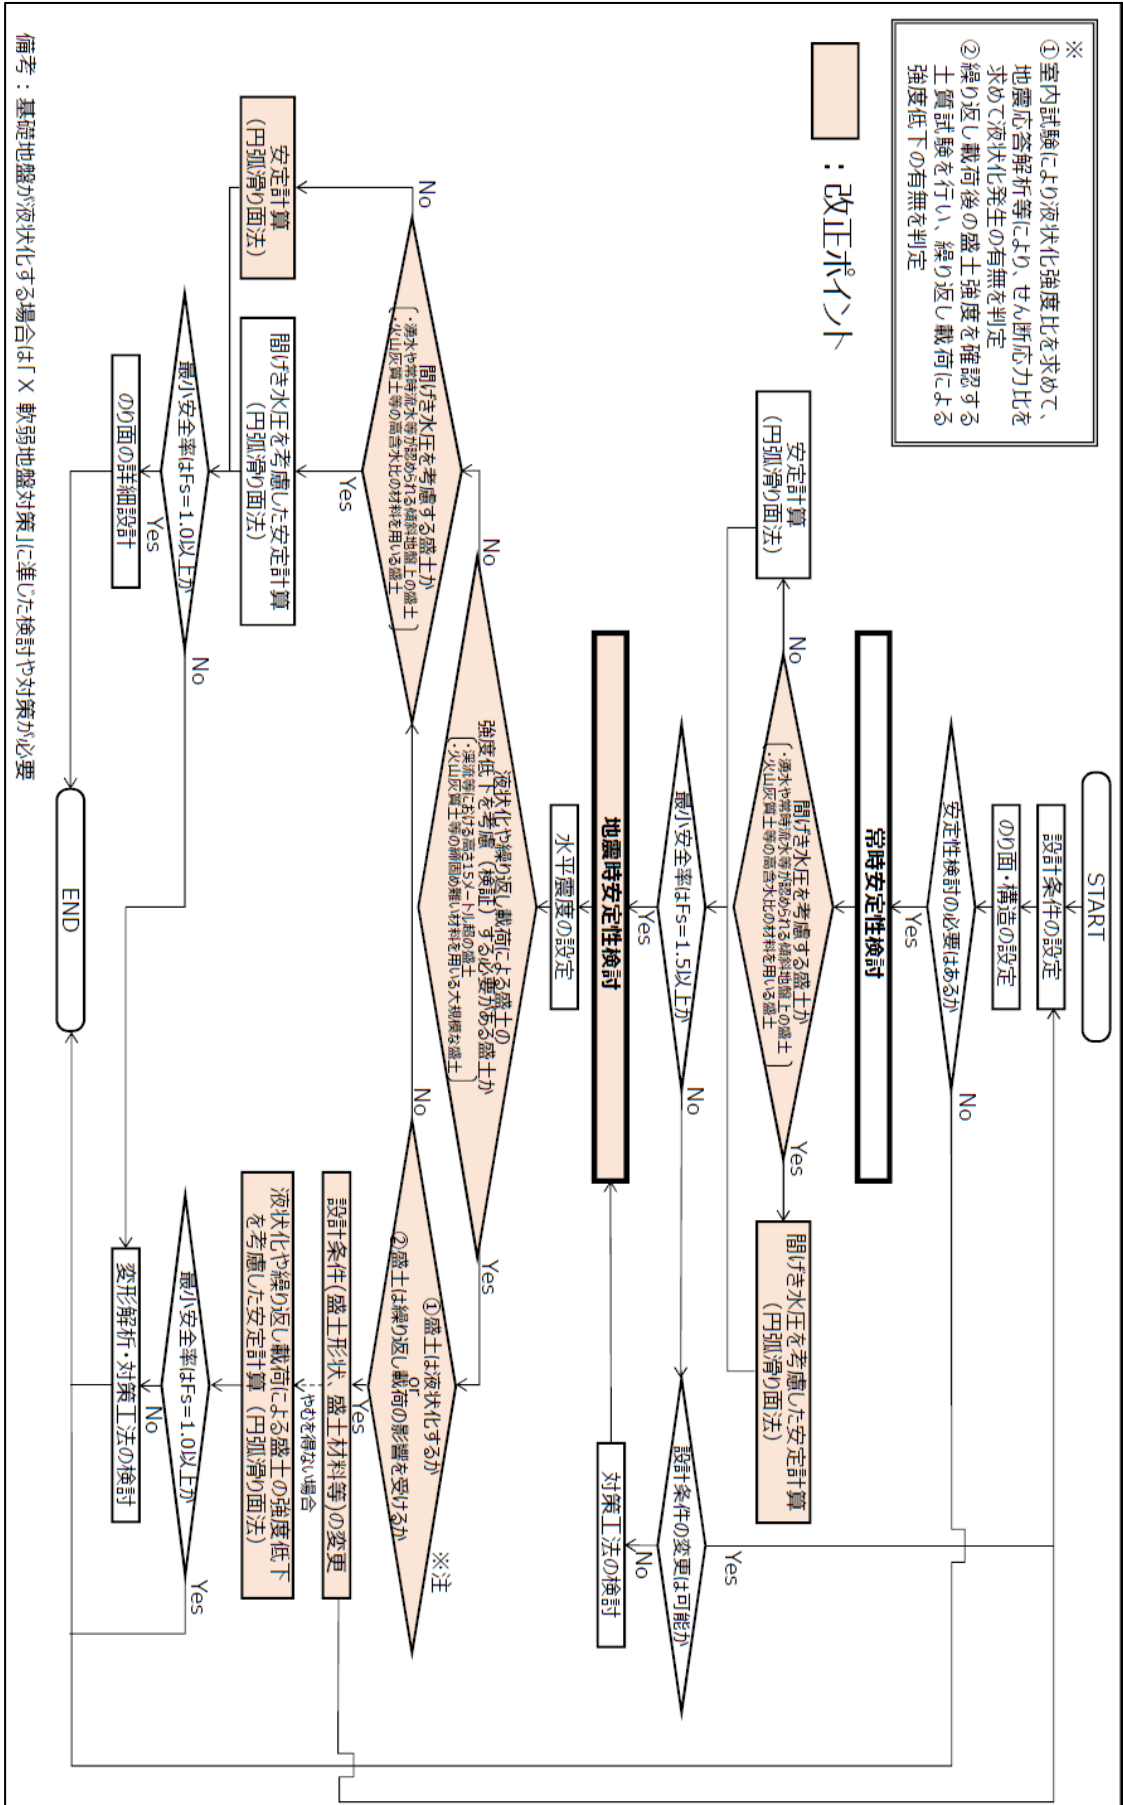 ※
①室内試験により液状化強度比を求めて、
地震応答解析等により、せん断応力比を
求めて液状化発生の有無を判定
②繰り返し載荷後の盛土強度を確認する
土質試験を行い、繰り返し載荷による
強度低下の有無を判定
：改正ポイント
START
設計条件の設定
のり面・構造の設定
安定性検討の必要はあるか
No
Yes
常時安定性検討
間げき水圧を考慮する盛土か
・湧水や常時流水等が認められる傾斜地盤上の盛土
・火山灰質土等の高含水比の材料を用いる盛土
No
Yes
安定計算
（円弧滑り面法）
間げき水圧を考慮した安定計算
（円弧滑り面法）
最小安全率はFs=1.5以上か
No
Yes
設計条件の変更は可能か
Yes
No
対策工法の検討
地震時安定性検討
水平震度の設定
液状化や繰り返し載荷による盛土の
強度低下を考慮（検証）する必要がある盛土か
・渓流等における高さ15メートル超の盛土
・火山灰質土等の締固め難い材料を用いる大規模な盛土
No
Yes
間げき水圧を考慮する盛土か
・湧水や常時流水等が認められる傾斜地盤上の盛土
・火山灰質土等の高含水比の材料を用いる盛土
No
Yes
①盛土は液状化するか
or
②盛土は繰り返し載荷の影響を受けるか
※注
No
Yes
設計条件(盛土形状、盛土材料等)の変更
やむを得ない場合
安定計算
（円弧滑り面法）
間げき水圧を考慮した安定計算
（円弧滑り面法）
液状化や繰り返し載荷による盛土の強度低下
を考慮した安定計算（円弧滑り面法）
最小安全率はFs=1.0以上か
No
Yes
最小安全率はFs=1.0以上か
Yes
No
のり面の詳細設計
変形解析・対策工法の検討
END
備考：基礎地盤が液状化する場合は「Ⅹ 軟弱地盤対策」に準じた検討や対策が必要